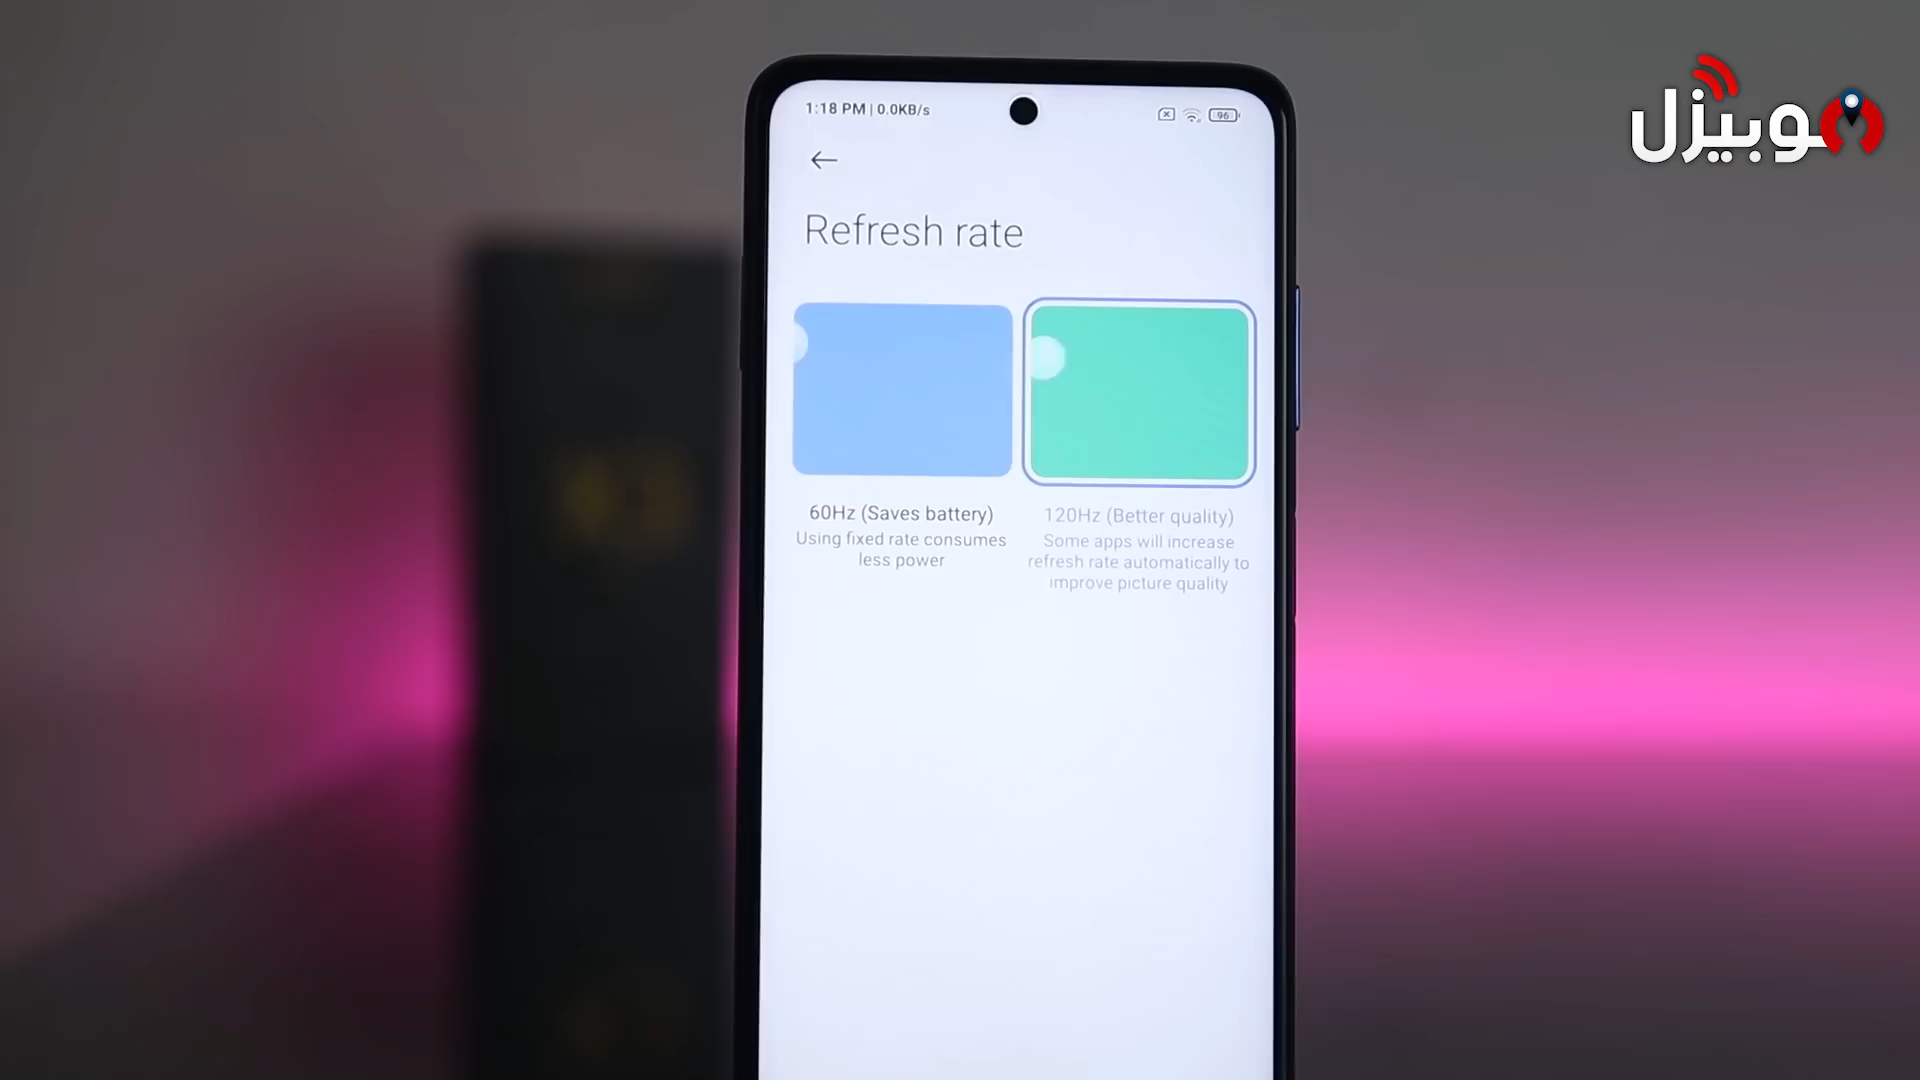 موبيزل
1:18 PM | 0.0KB/s
96
Refresh rate
60Hz (Saves battery)
Using fixed rate consumes
less power
120Hz (Better quality)
Some apps will increase
refresh rate automatically to
improve picture quality